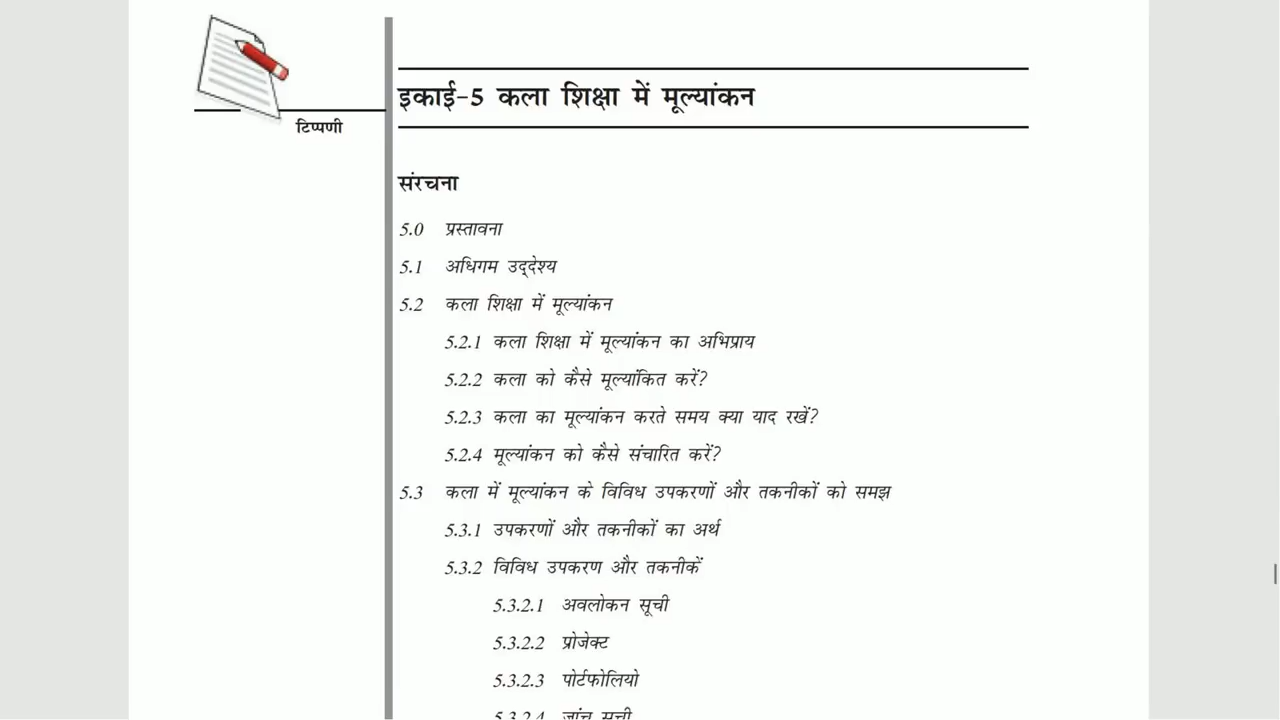 टिप्पणी
इकाई-5 कला शिक्षा में मूल्यांकन
संरचना
5.0 प्रस्तावना
5.1 अधिगम उद्देश्य
5.2 कला शिक्षा में मूल्यांकन
5.2.1 कला शिक्षा में मूल्यांकन का अभिप्राय
5.2.2 कला को कैसे मूल्यांकित करें?
5.2.3 कला का मूल्यांकन करते समय क्या याद रखें?
5.2.4 मूल्यांकन को कैसे संचारित करें?
5.3 कला में मूल्यांकन के विविध उपकरणों और तकनीकों को समझ
5.3.1 उपकरणों और तकनीकों का अर्थ
5.3.2 विविध उपकरण और तकनीकें
5.3.2.1 अवलोकन सूची
5.3.2.2 प्रोजेक्ट
5.3.2.3 पोर्टफोलियो
5.3.2.4 जांच सूची